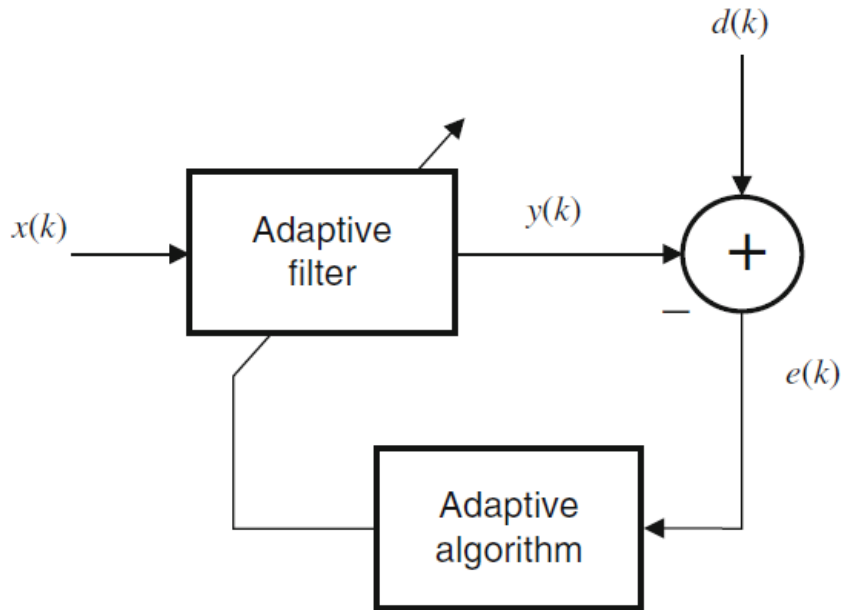 d(k)
x(k)
Adaptive
filter
y(k)
+
−
e(k)
Adaptive
algorithm